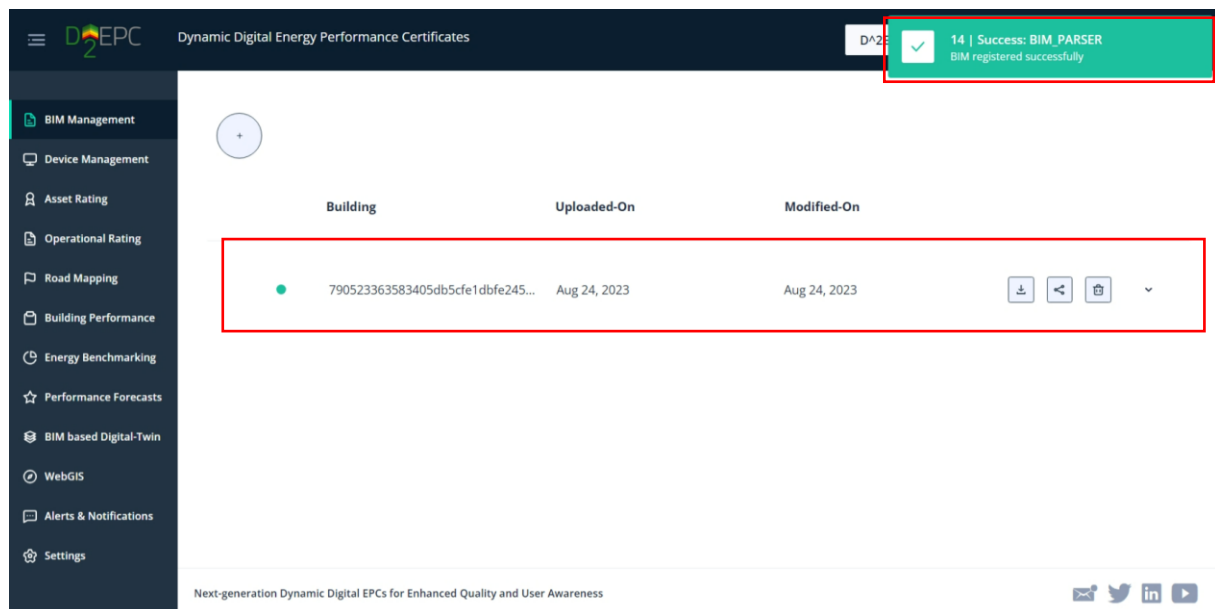 D2EPC
Dynamic Digital Energy Performance Certificates
D^2
14 | Success: BIM_PARSER
BIM registered successfully
BIM Management
Device Management
Asset Rating
Operational Rating
Road Mapping
Building Performance
Energy Benchmarking
Performance Forecasts
BIM based Digital-Twin
WebGIS
Alerts & Notifications
Settings
+
Building Uploaded-On Modified-On
790523363583405db5cfe1dbfe245... Aug 24, 2023 Aug 24, 2023
Next-generation Dynamic Digital EPCs for Enhanced Quality and User Awareness
in